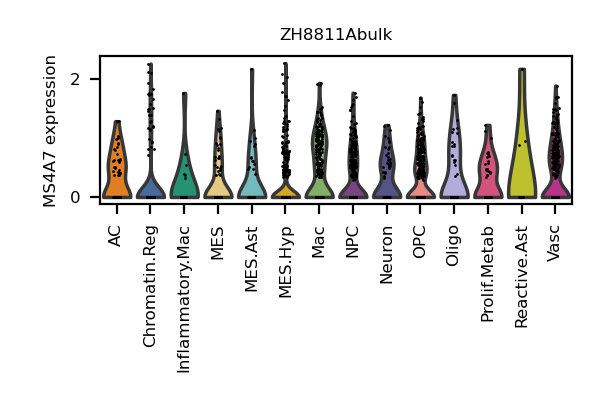 ZH8811Abulk
MS4A7 expression
2
0
AC
Chromatin.Reg
Inflammatory.Mac
MES
MES.Ast
MES.Hyp
Mac
NPC
Neuron
OPC
Oligo
Prolif.Metab
Reactive.Ast
Vasc